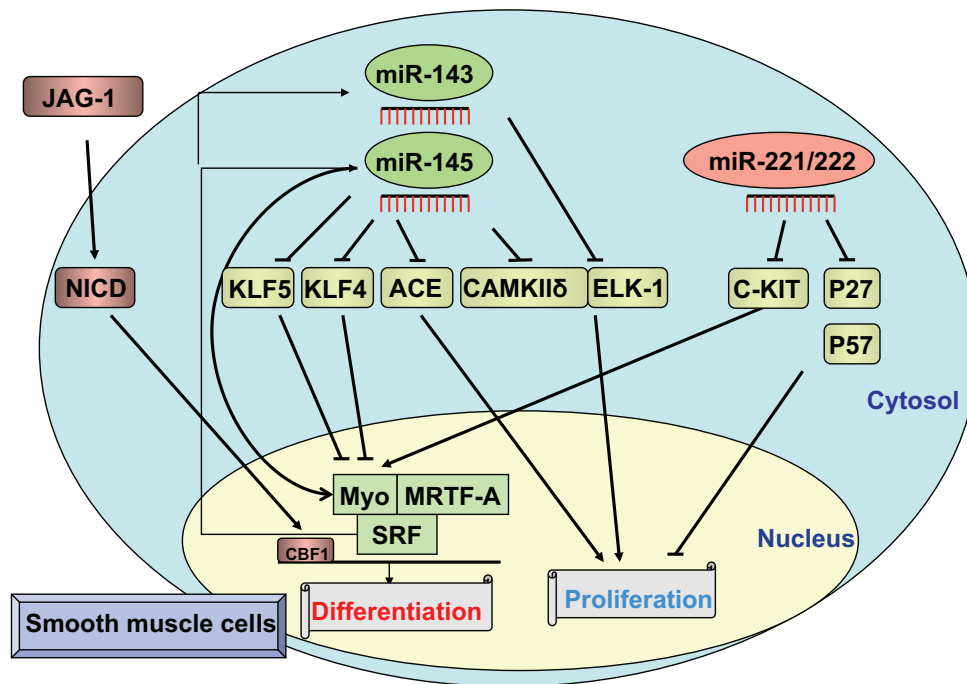 JAG-1
miR-143
miR-145
miR-221/222
NICD
KLF5
KLF4
ACE
CAMKIIδ
ELK-1
C-KIT
P27
P57
Cytosol
Myo
MRTF-A
SRF
CBF1
Nucleus
Differentiation
Proliferation
Smooth muscle cells